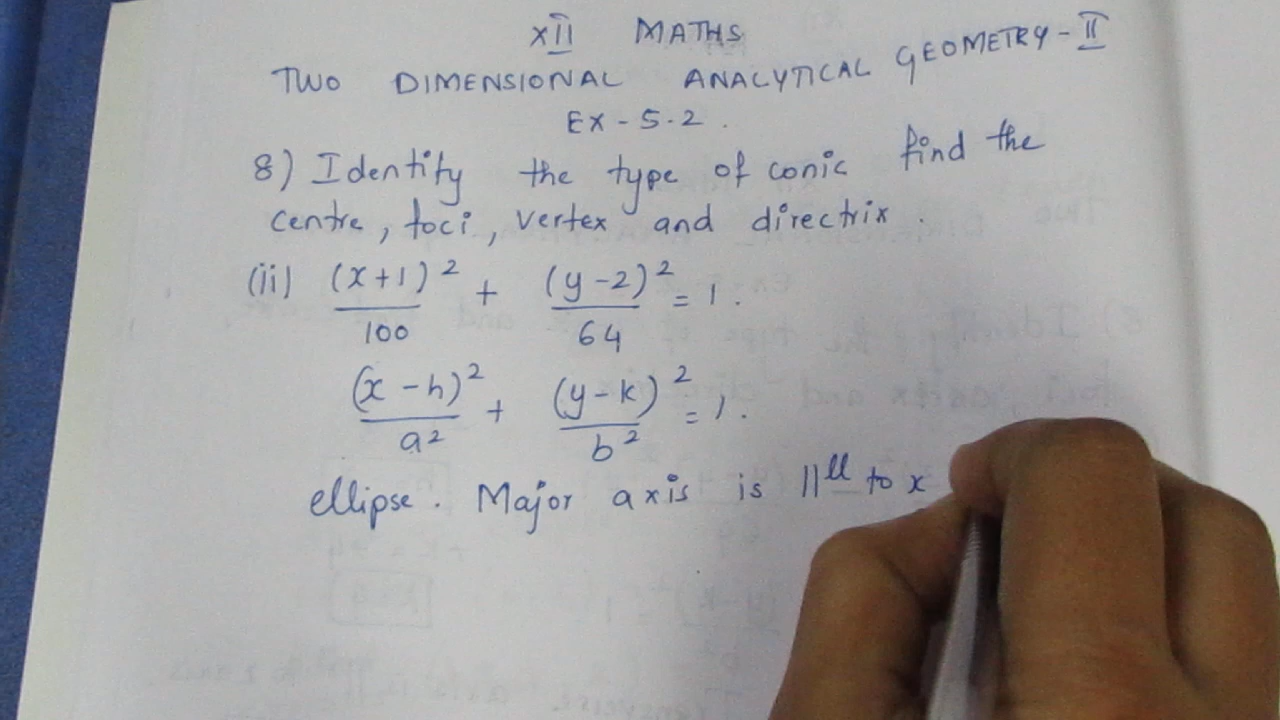 XII MATHS
TWO DIMENSIONAL ANALYTICAL GEOMETRY - II
EX - 5.2.
8) Identify the type of conic find the
centre, foci, vertex and directrix.
(ii) (x+1)²/100 + (y-2)²/64 = 1.
(x-h)²/a² + (y-k)²/b² = 1.
ellipse. Major axis is ||ll to x